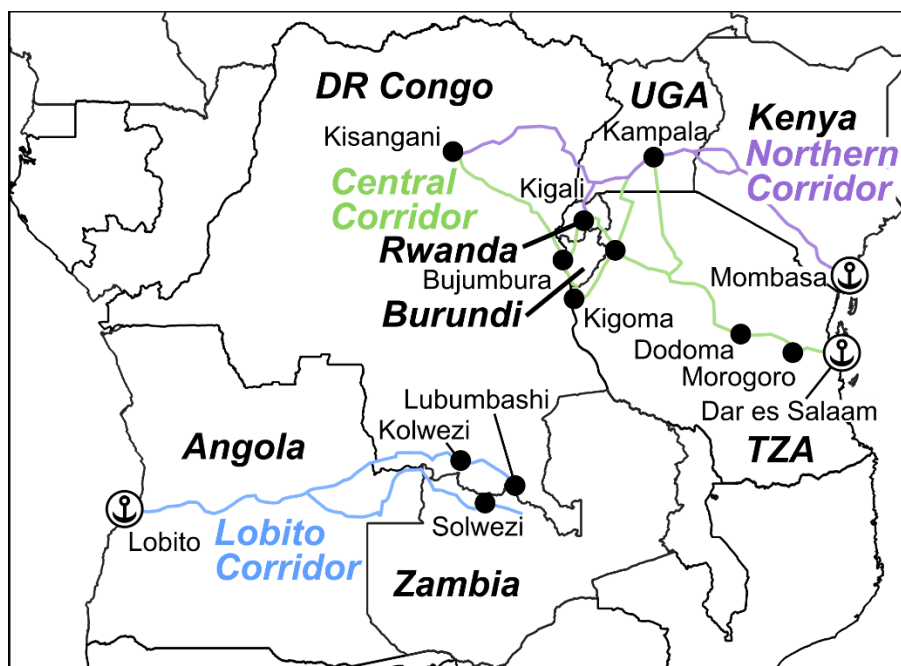 DR Congo
UGA
Kisangani
Kampala
Kenya
Northern
Corridor
Central
Corridor
Kigali
Rwanda
Bujumbura
Mombasa
Burundi
Kigoma
Dodoma
Morogoro
Dar es Salaam
Lubumbashi
Kolwezi
Angola
TZA
Solwezi
Lobito
Lobito
Corridor
Zambia